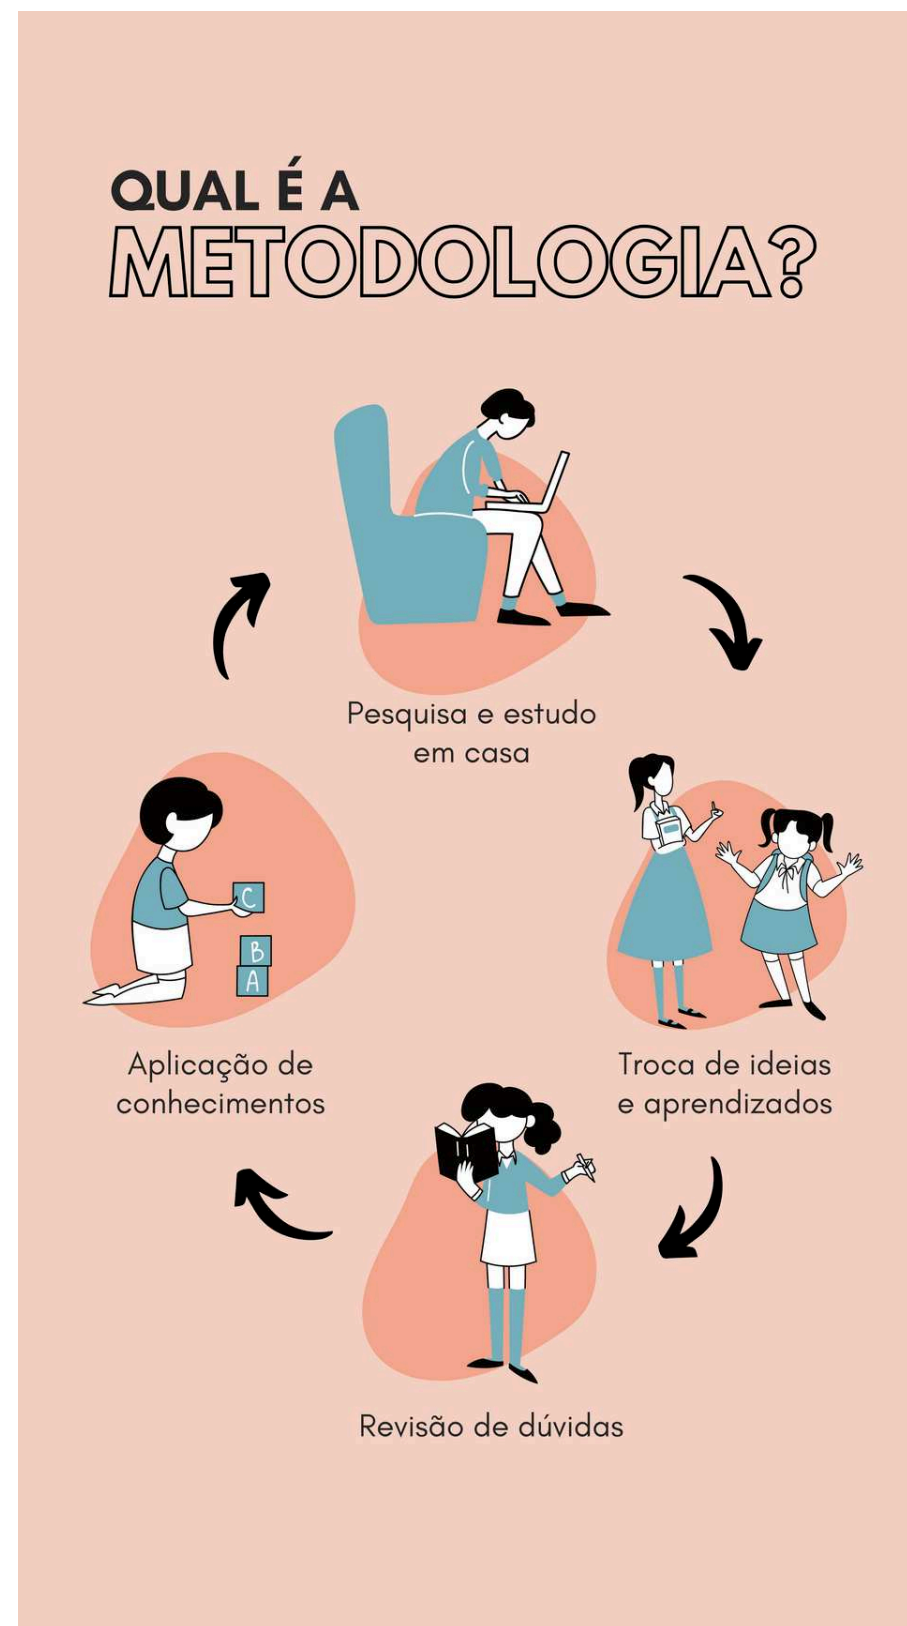 QUAL É A
METODOLOGIA?
Pesquisa e estudo
em casa
C
B
A
Aplicação de
conhecimentos
Troca de ideias
e aprendizados
Revisão de dúvidas